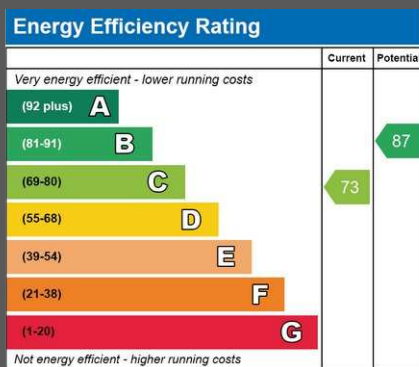 Energy Efficiency Rating
Current Potential
Very energy efficient - lower running costs
(92 plus) A
(81-91) B 87
(69-80) C 73
(55-68) D
(39-54) E
(21-38) F
(1-20) G
Not energy efficient - higher running costs